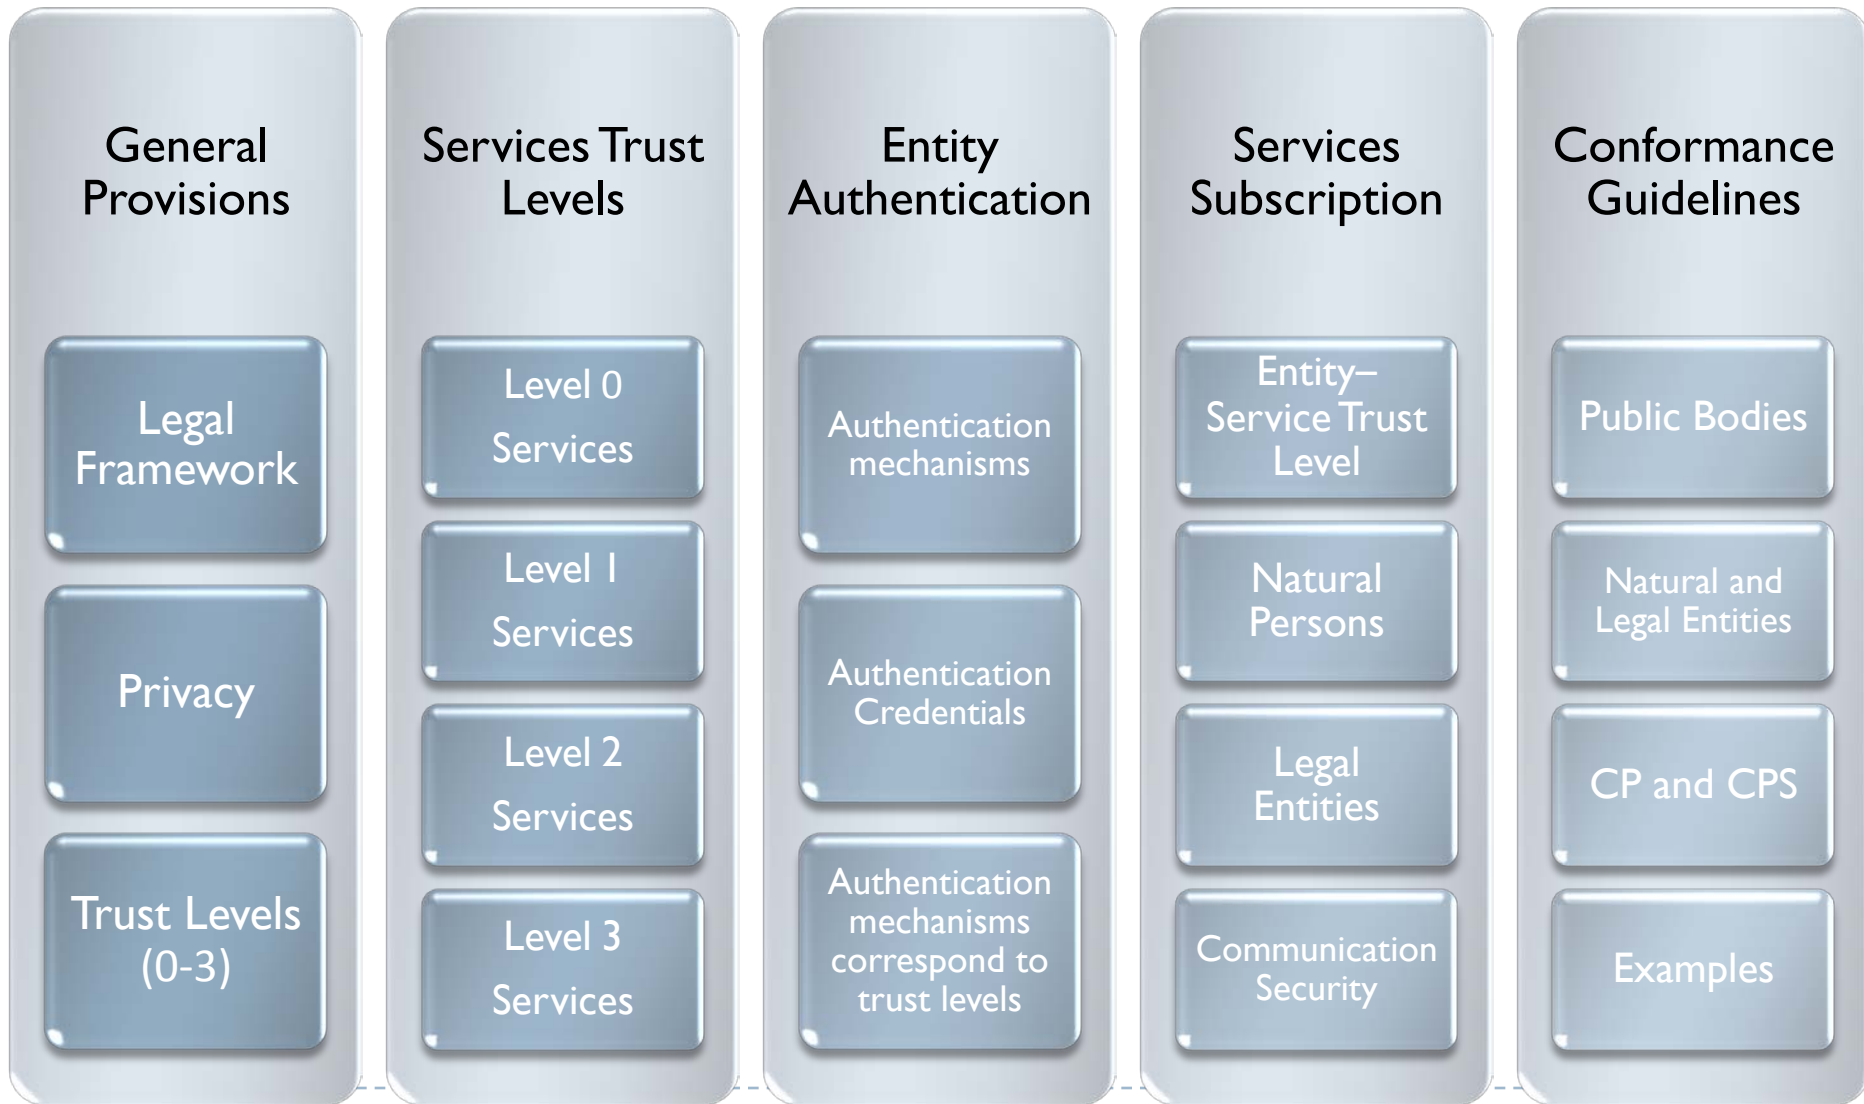 General
Provisions
Legal
Framework
Privacy
Trust Levels
(0-3)
Services Trust
Levels
Level 0
Services
Level 1
Services
Level 2
Services
Level 3
Services
Entity
Authentication
Authentication
mechanisms
Authentication
Credentials
Authentication
mechanisms
correspond to
trust levels
Services
Subscription
Entity–
Service Trust
Level
Natural
Persons
Legal
Entities
Communication
Security
Conformance
Guidelines
Public Bodies
Natural and
Legal Entities
CP and CPS
Examples